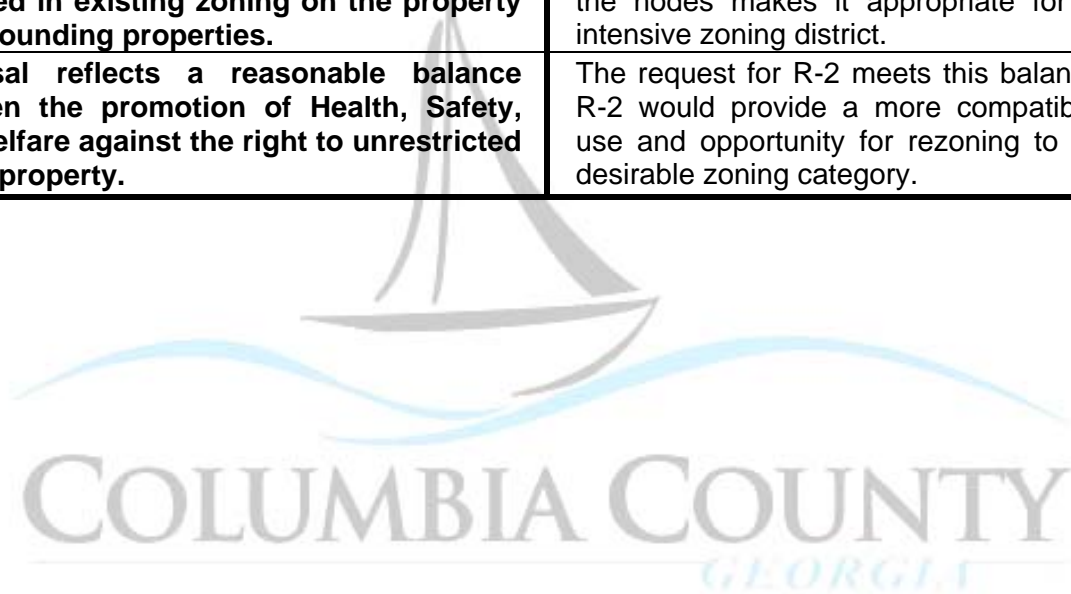 ed in existing zoning on the property
ounding properties.
the nodes makes it appropriate for
intensive zoning district.
sal reflects a reasonable balance
en the promotion of Health, Safety,
elfare against the right to unrestricted
property.
The request for R-2 meets this balan
R-2 would provide a more compatib
use and opportunity for rezoning to
desirable zoning category.
COLUMBIA COUNTY
GEORGIA